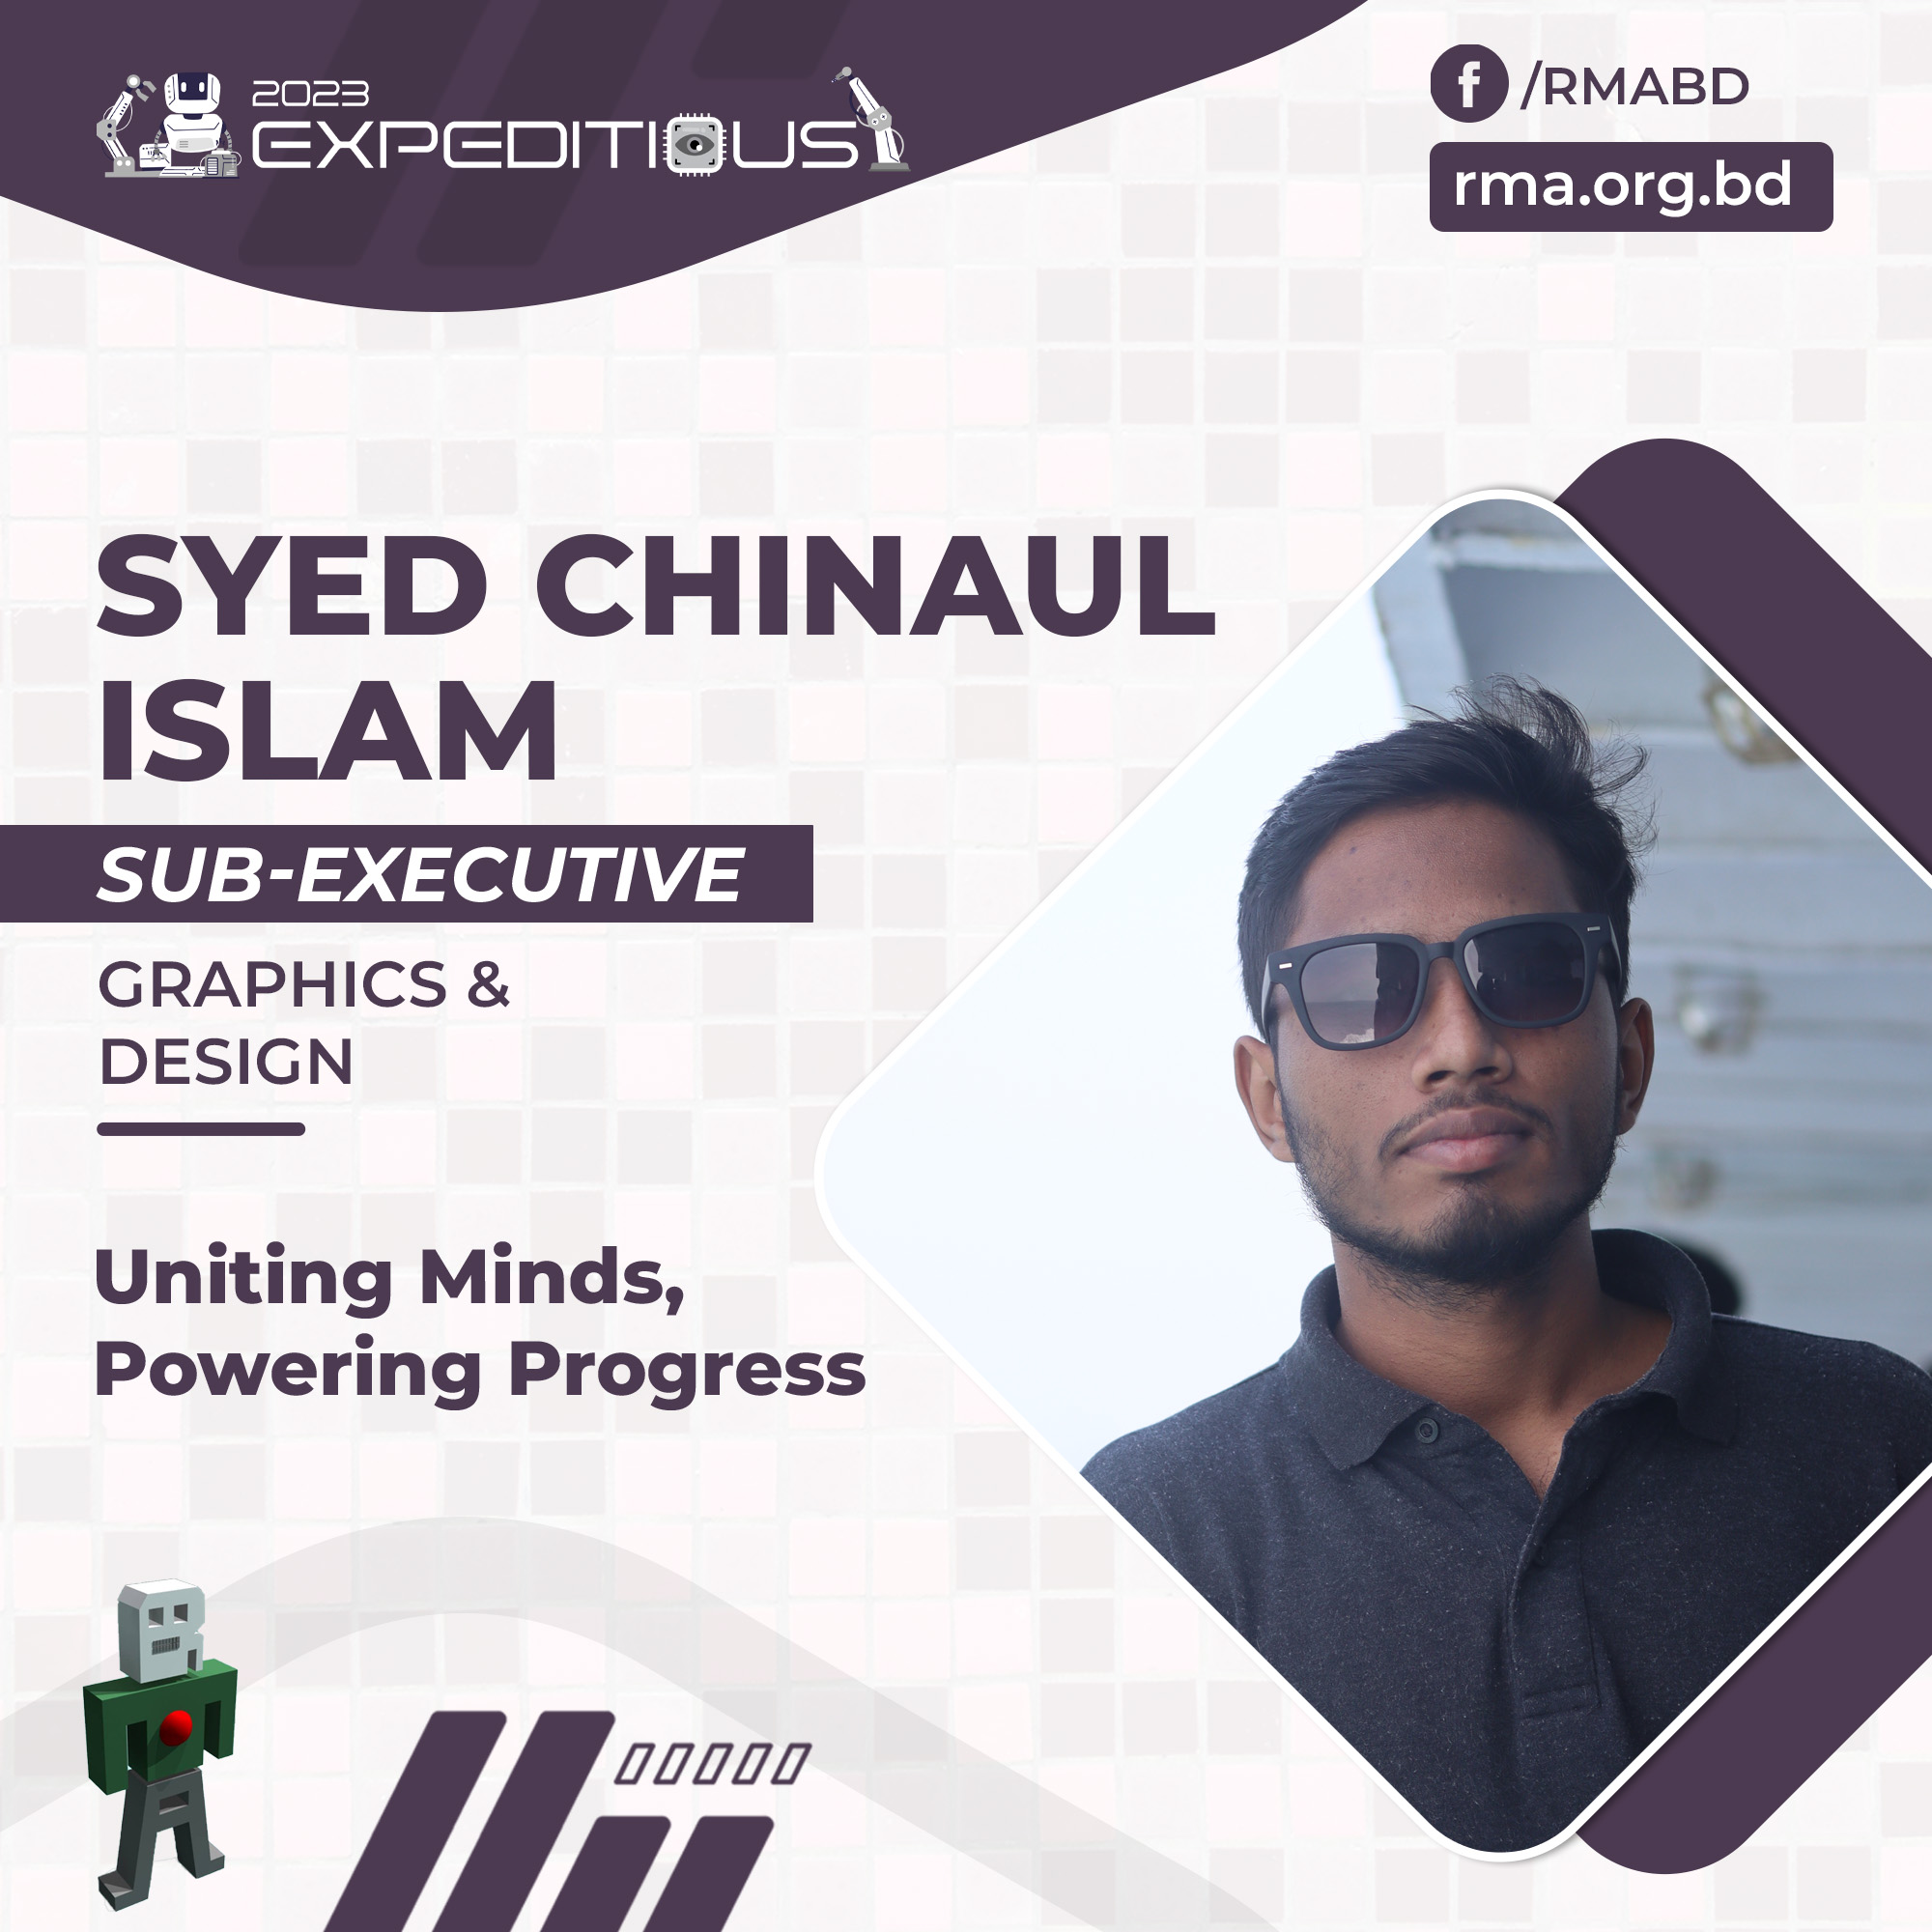 2023
EXPEDITIOUS
/RMABD
rma.org.bd
SYED CHINAUL
ISLAM
SUB-EXECUTIVE
GRAPHICS &
DESIGN
Uniting Minds,
Powering Progress